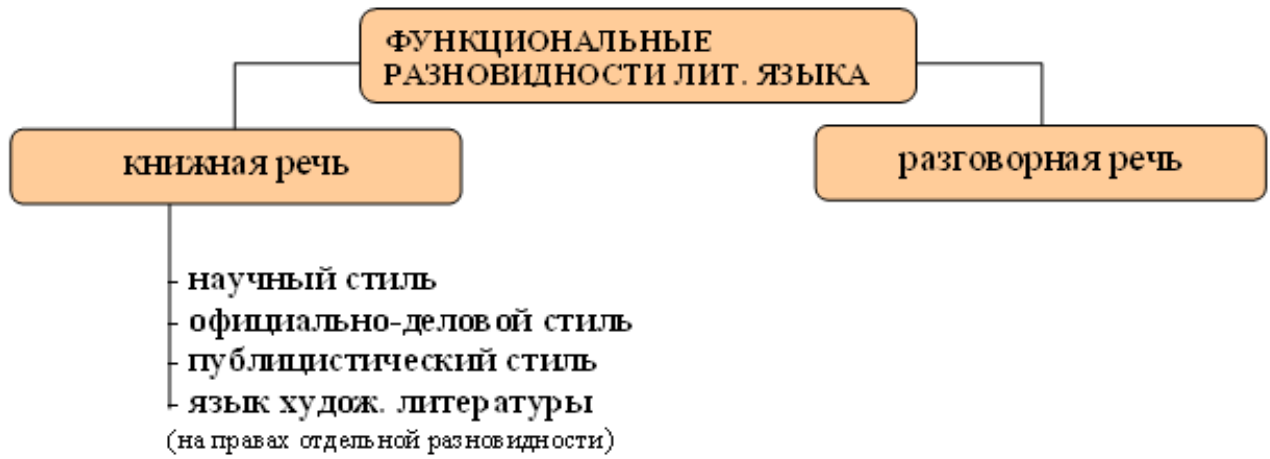 ФУНКЦИОНАЛЬНЫЕ
РАЗНОВИДНОСТИ ЛИТ. ЯЗЫКА
книжная речь
разговорная речь
- научный стиль
- официально-деловой стиль
- публицистический стиль
- язык худож. литературы
(на правах отдельной разновидности)